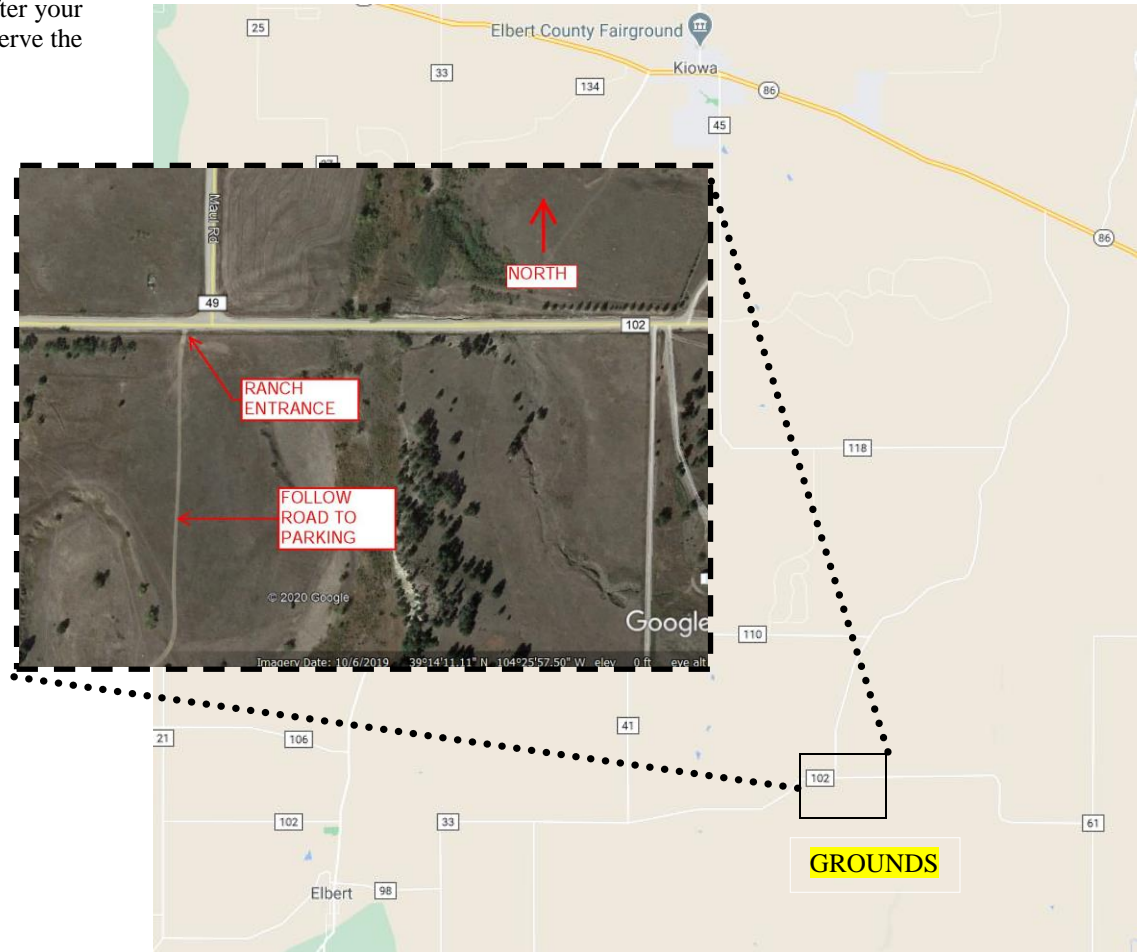 fter your
erve the
25
Elbert County Fairground
Kiowa
33
134
86
45
86
Maul Rd
NORTH
49
102
RANCH
ENTRANCE
118
FOLLOW
ROAD TO
PARKING
© 2020 Google
Google
110
Imagery Date: 10/6/2019 39°14'11.11" N 104°25'57.50" W elev 0 ft eye alt
21
106
41
102
102
33
61
GROUNDS
Elbert
98